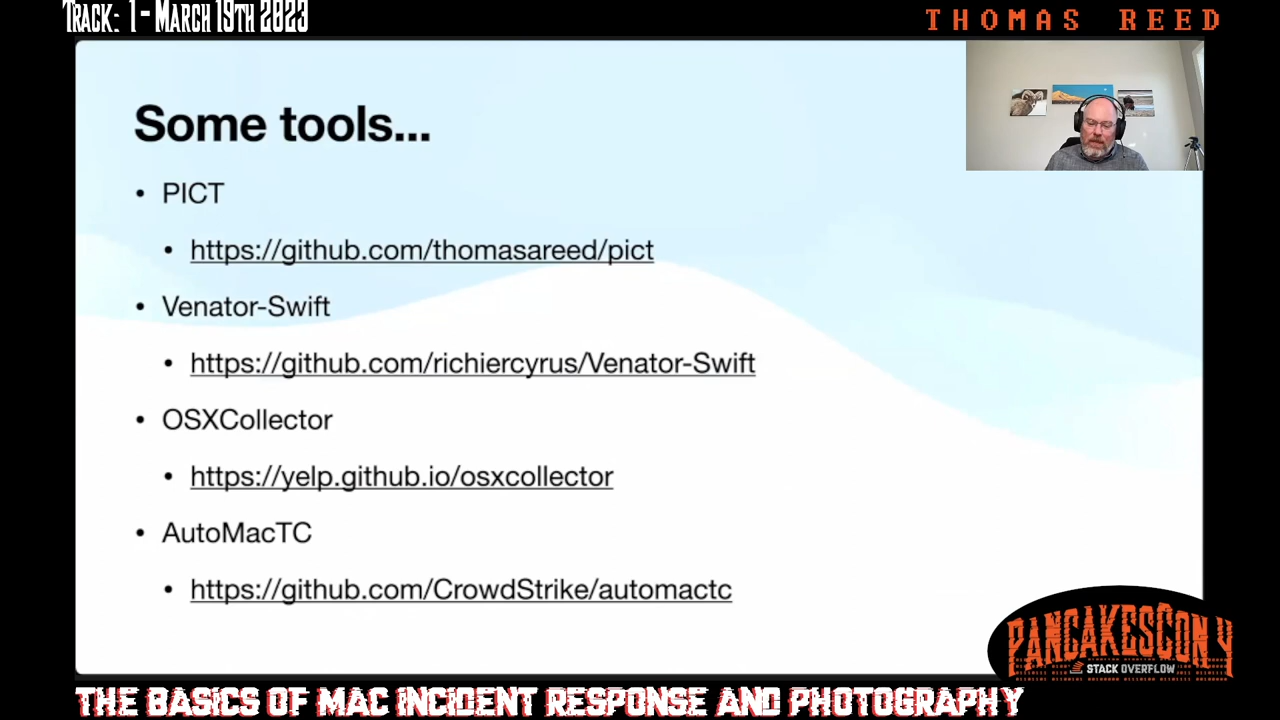 TRACK: 1 - MARCH 19TH 2023
THOMAS REED
Some tools...
• PICT
• https://github.com/thomasareed/pict
• Venator-Swift
• https://github.com/richiercyrus/Venator-Swift
• OSXCollector
• https://yelp.github.io/osxcollector
• AutoMacTC
• https://github.com/CrowdStrike/automactc
PANCAKESCON 4
STACK OVERFLOW
THE BASICS OF MAC INCIDENT RESPONSE AND PHOTOGRAPHY